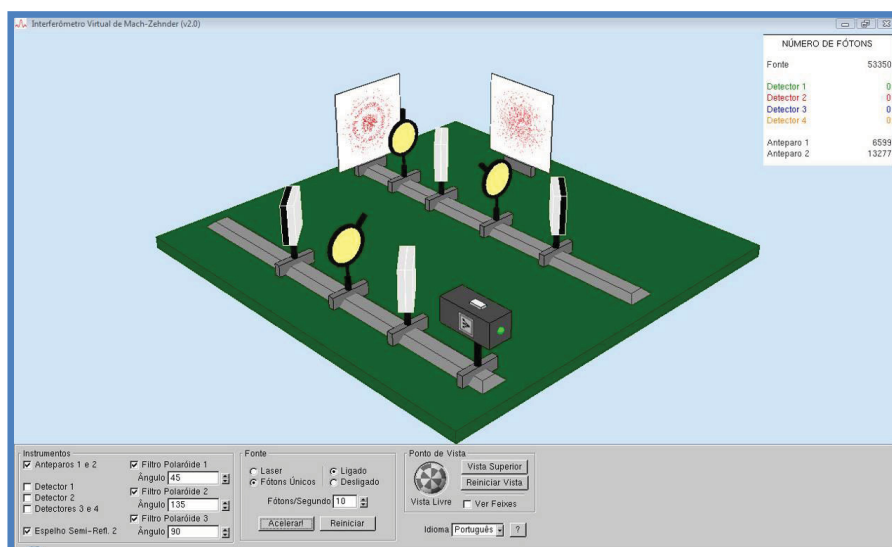 Interferômetro Virtual de Mach-Zehnder (v2.0)
NÚMERO DE FÓTONS
Fonte 53350
Detector 1 0
Detector 2 0
Detector 3 0
Detector 4 0
Anteparo 1 6599
Anteparo 2 13277
Instrumentos
Anteparos 1 e 2
Detector 1
Detector 2
Detectores 3 e 4
Espelho Semi-Refl. 2
Filtro Polaróide 1
Ângulo 45
Filtro Polaróide 2
Ângulo 135
Filtro Polaróide 3
Ângulo 90
Fonte
Laser
Ligado
Fótons Únicos
Desligado
Fótons/Segundo 10
Acelerar!
Reiniciar
Ponto de Vista
Vista Livre
Vista Superior
Reiniciar Vista
Ver Feixes
Idioma Português ?